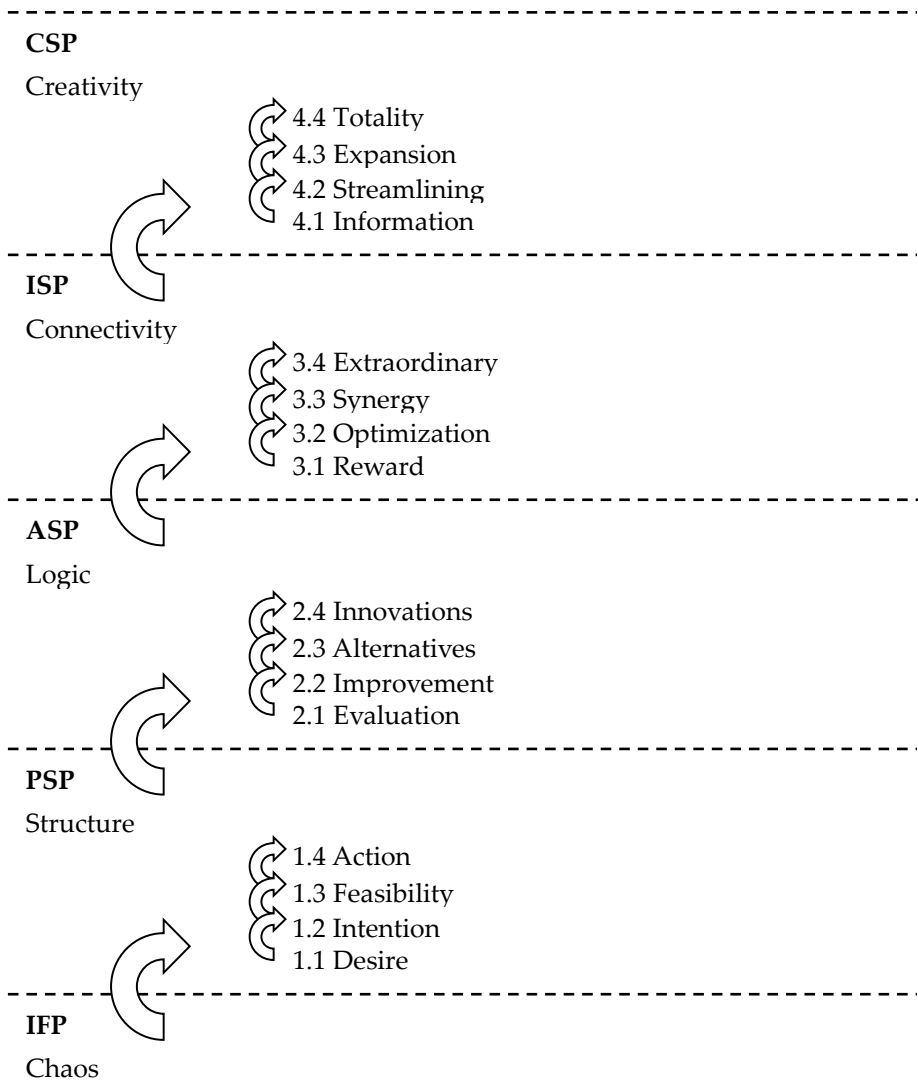 CSP
Creativity
4.4 Totality
4.3 Expansion
4.2 Streamlining
4.1 Information
ISP
Connectivity
3.4 Extraordinary
3.3 Synergy
3.2 Optimization
3.1 Reward
ASP
Logic
2.4 Innovations
2.3 Alternatives
2.2 Improvement
2.1 Evaluation
PSP
Structure
1.4 Action
1.3 Feasibility
1.2 Intention
1.1 Desire
IFP
Chaos